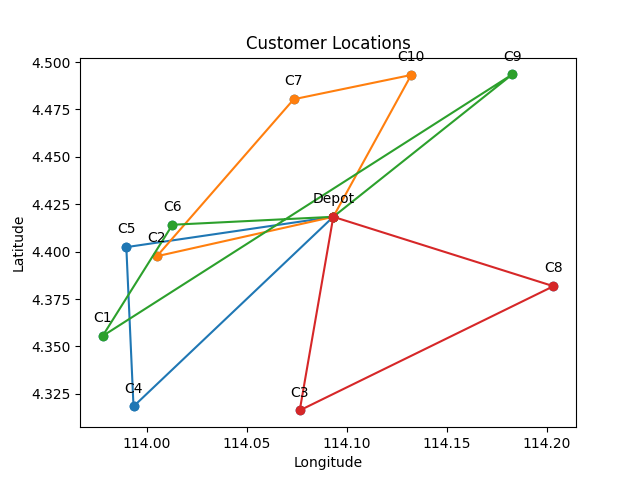 Customer Locations
C10
C9
C7
4.500
4.475
4.450
4.425
4.400
4.375
4.350
4.325
Latitude
Depot
C6
C5
C2
C8
C1
C4
C3
114.00
114.05
114.10
114.15
114.20
Longitude